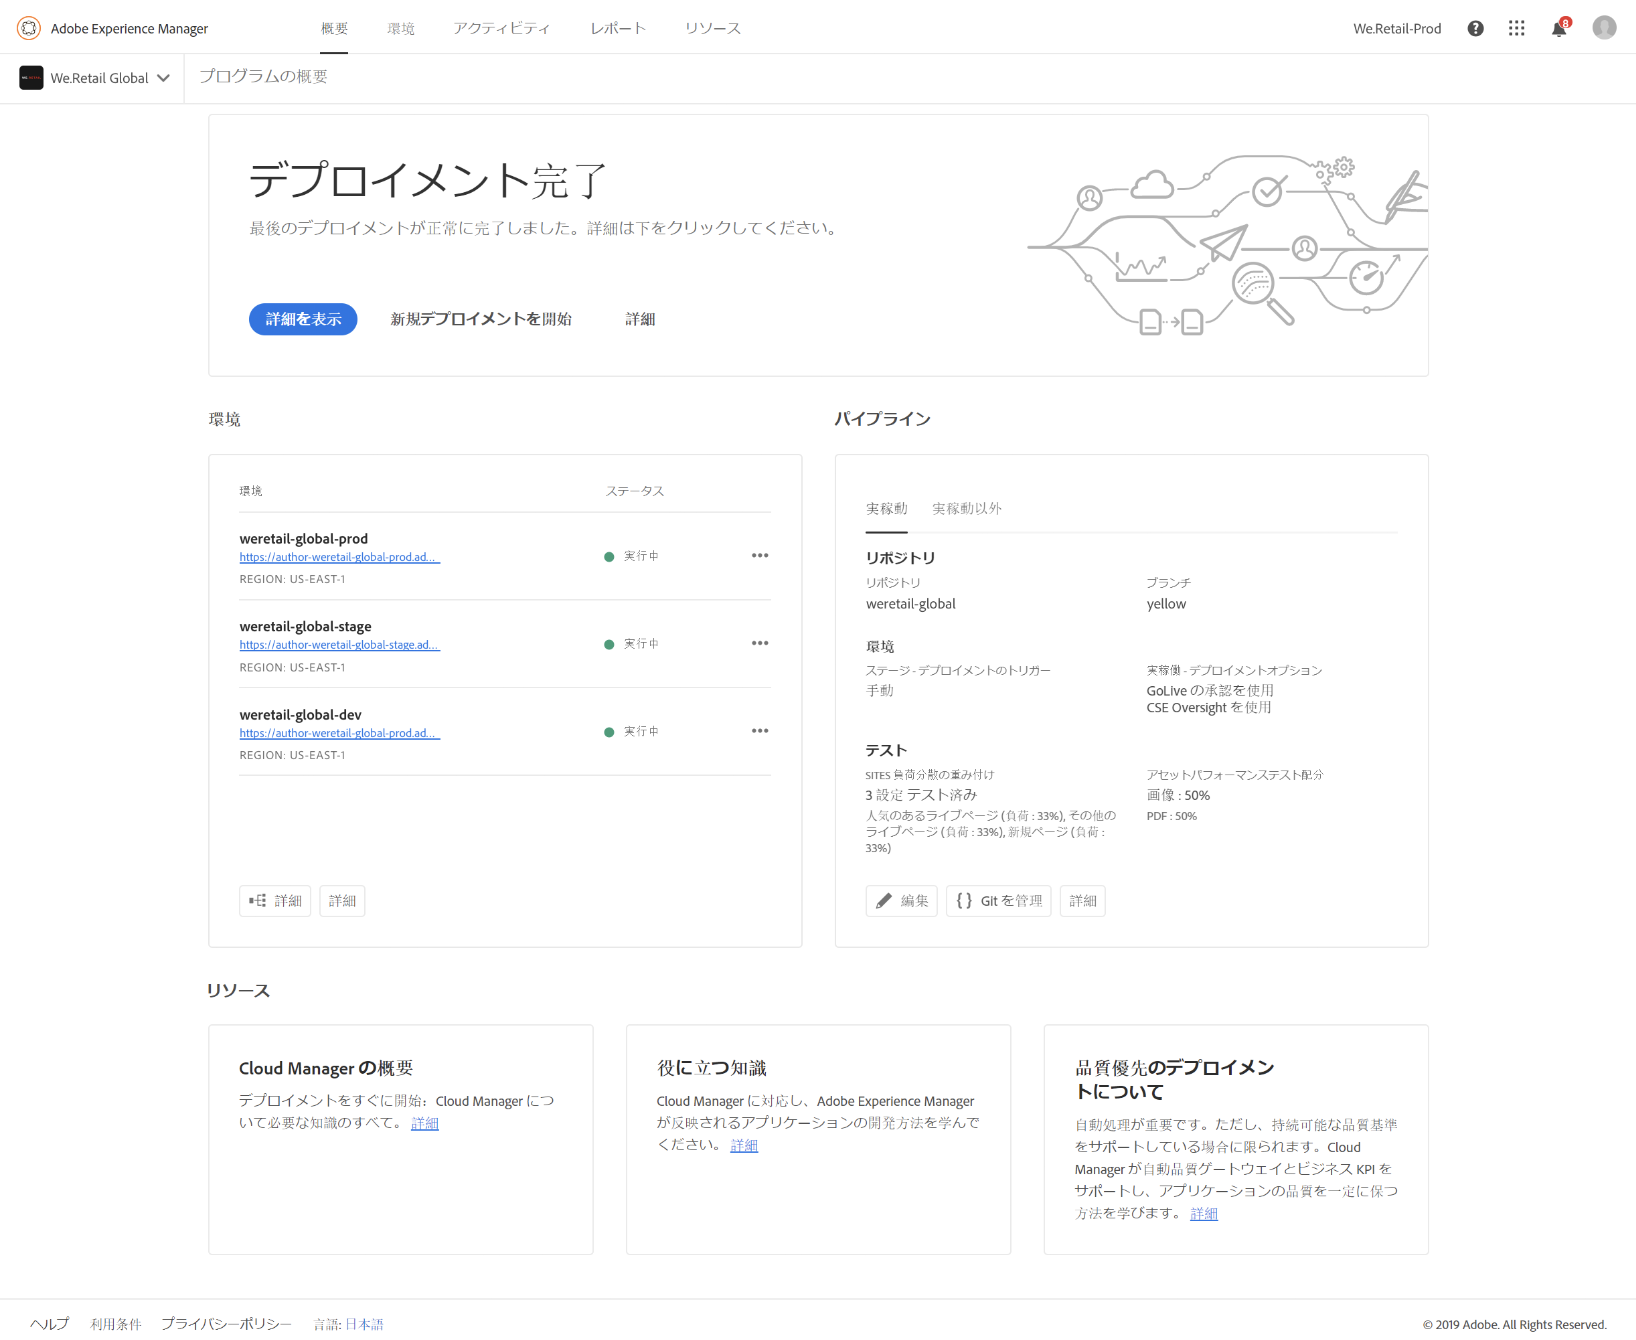 Adobe Experience Manager 概要 環境 アクティビティ レポート リソース We.Retail-Prod 8
We.Retail Global プログラムの概要
デプロイメント完了
最後のデプロイメントが正常に完了しました。詳細は下をクリックしてください。
詳細を表示 新規デプロイメントを開始 詳細
環境
環境 ステータス
weretail-global-prod
https://author-weretail-global-prod.ad...
REGION: US-EAST-1
実行中
weretail-global-stage
https://author-weretail-global-stage.ad...
REGION: US-EAST-1
実行中
weretail-global-dev
https://author-weretail-global-prod.ad...
REGION: US-EAST-1
実行中
詳細 詳細
パイプライン
実稼動 実稼動以外
リポジトリ
リポジトリ ブランチ
weretail-global yellow
環境
ステージ - デプロイメントのトリガー
手動
実稼働 - デプロイメントオプション
GoLive の承認を使用
CSE Oversight を使用
テスト
SITES 負荷分散の重み付け
3 設定 テスト済み
人気のあるライブページ (負荷 : 33%), その他の
ライブページ (負荷 : 33%), 新規ページ (負荷 :
33%)
アセットパフォーマンステスト配分
画像 : 50%
PDF : 50%
編集 Git を管理 詳細
リソース
Cloud Manager の概要
デプロイメントをすぐに開始：Cloud Manager につ
いて必要な知識のすべて。 詳細
役に立つ知識
Cloud Manager に対応し、Adobe Experience Manager
が反映されるアプリケーションの開発方法を学んで
ください。 詳細
品質優先のデプロイメン
トについて
自動処理が重要です。ただし、持続可能な品質基準
をサポートしている場合に限られます。Cloud
Manager が自動品質ゲートウェイとビジネス KPI を
サポートし、アプリケーションの品質を一定に保つ
方法を学びます。 詳細
ヘルプ 利用条件 プライバシーポリシー 言語: 日本語 © 2019 Adobe. All Rights Reserved.